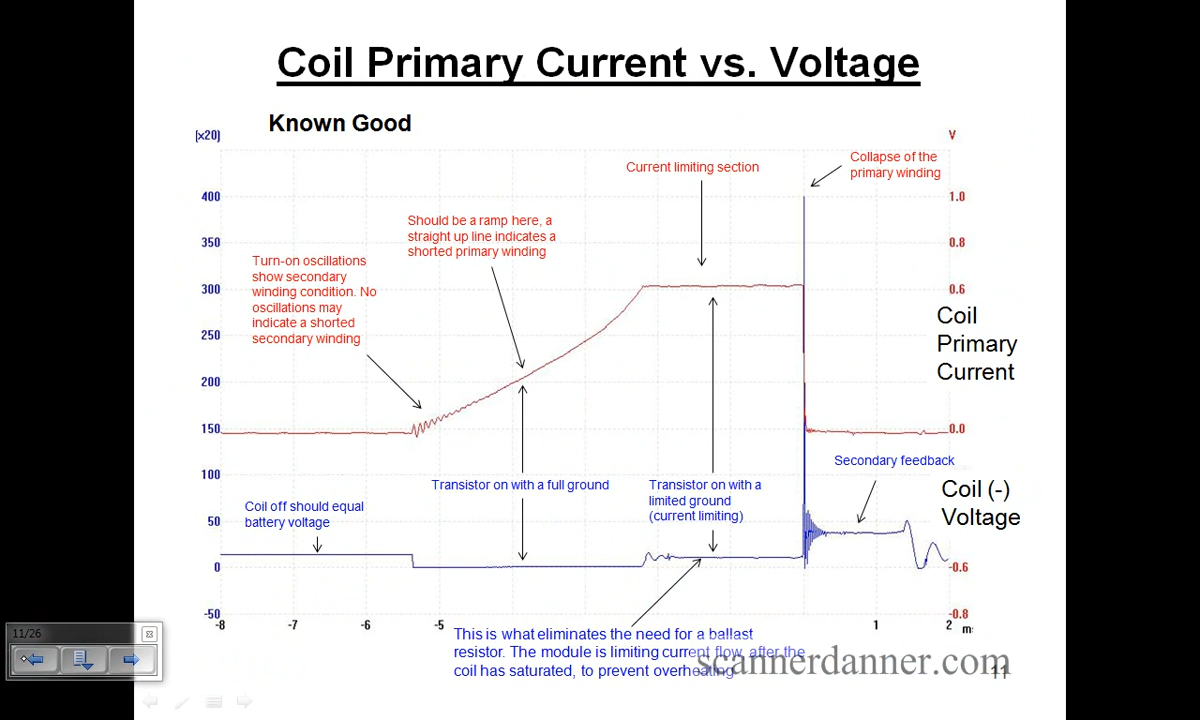 Coil Primary Current vs. Voltage
Known Good
(x20)
V
Collapse of the
primary winding
Current limiting section
400
1.0
Should be a ramp here, a
straight up line indicates a
shorted primary winding
350
0.8
Turn-on oscillations
show secondary
winding condition. No
oscillations may
indicate a shorted
secondary winding
300
0.6
Coil
Primary
Current
250
200
150
0.0
100
Secondary feedback
Transistor on with a full ground
Transistor on with a
limited ground
(current limiting)
Coil (-)
Voltage
Coil off should equal
battery voltage
50
0
-0.6
-50
-0.8
-8
-7
-6
-5
1
2
ms
This is what eliminates the need for a ballast
resistor. The module is limiting current flow, after the
coil has saturated, to prevent overheating
scannerdanner.com
11
11/26